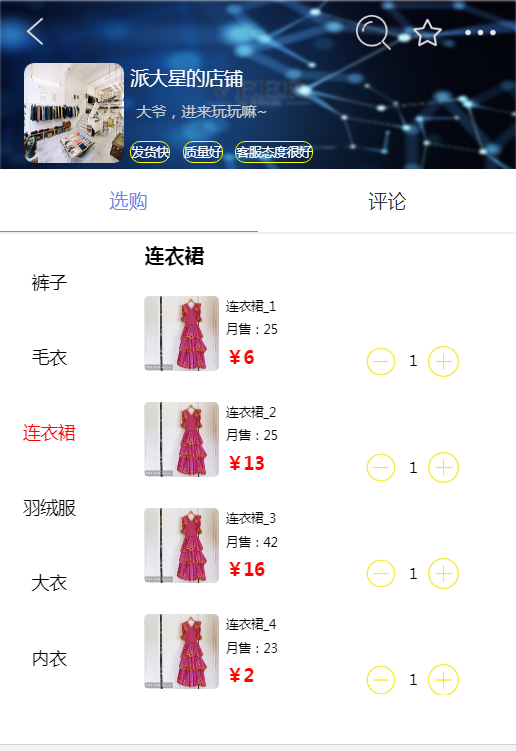 派大星的店铺
大爷，进来玩玩嘛~
发货快 质量好 客服态度很好
选购 评论
裤子
毛衣
连衣裙
羽绒服
大衣
内衣
连衣裙
连衣裙_1
月售：25
¥6
1
连衣裙_2
月售：25
¥13
1
连衣裙_3
月售：42
¥16
1
连衣裙_4
月售：23
¥2
1